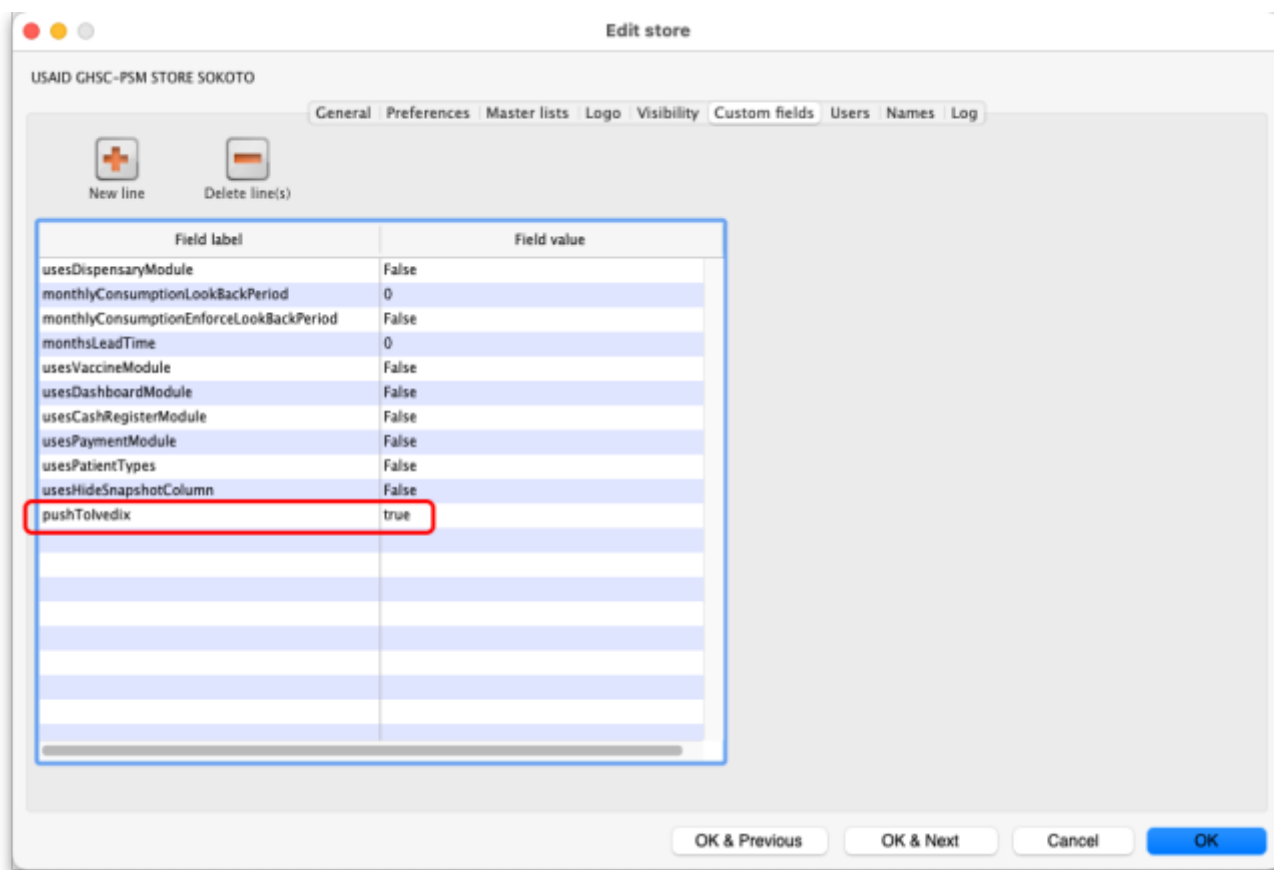 Edit store
USAID GHSC-PSM STORE SOKOTO
General Preferences Master lists Logo Visibility Custom fields Users Names Log
New line Delete line(s)
Field label Field value
usesDispensaryModule False
monthlyConsumptionLookBackPeriod 0
monthlyConsumptionEnforceLookBackPeriod False
monthsLeadTime 0
usesVaccineModule False
usesDashboardModule False
usesCashRegisterModule False
usesPaymentModule False
usesPatientTypes False
usesHideSnapshotColumn False
pushToIvedix true
OK & Previous OK & Next Cancel OK